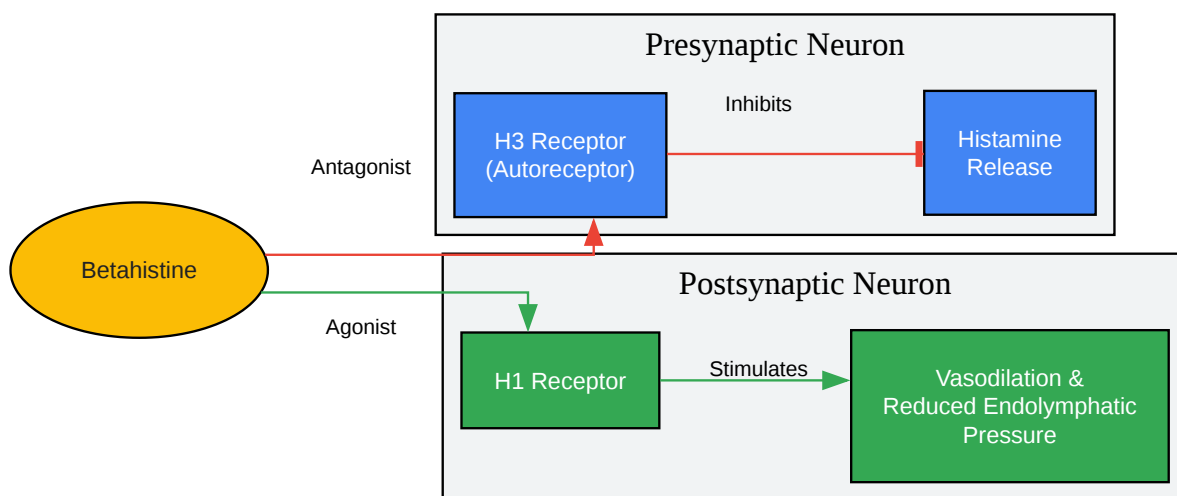 Presynaptic Neuron
Inhibits
H3 Receptor
(Autoreceptor)
Histamine
Release
Antagonist
Betahistine
Postsynaptic Neuron
Agonist
H1 Receptor
Stimulates
Vasodilation &
Reduced Endolymphatic
Pressure